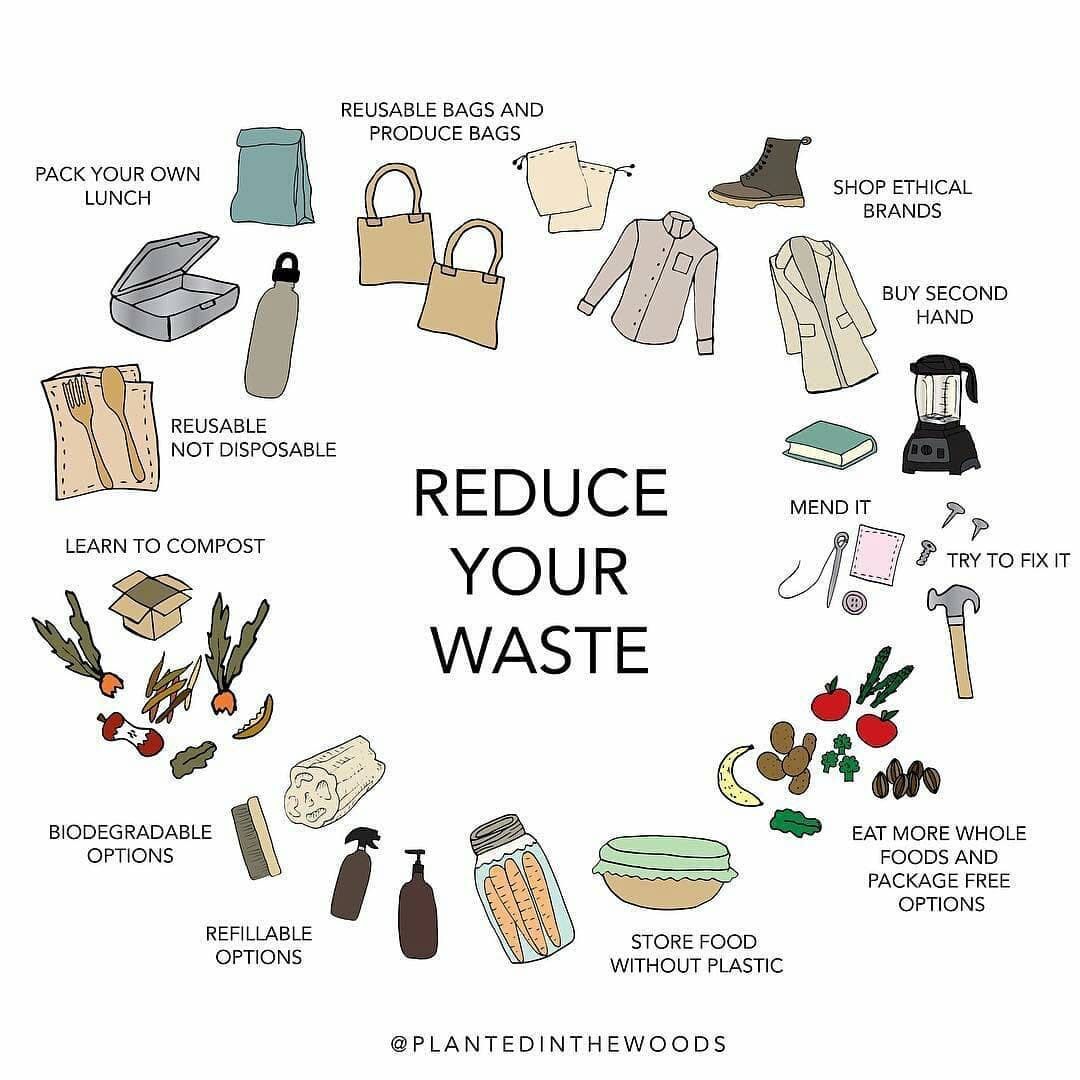 REUSABLE BAGS AND
PRODUCE BAGS
PACK YOUR OWN
LUNCH
SHOP ETHICAL
BRANDS
BUY SECOND
HAND
REUSABLE
NOT DISPOSABLE
REDUCE
YOUR
WASTE
MEND IT
TRY TO FIX IT
LEARN TO COMPOST
BIODEGRADABLE
OPTIONS
EAT MORE WHOLE
FOODS AND
PACKAGE FREE
OPTIONS
REFILLABLE
OPTIONS
STORE FOOD
WITHOUT PLASTIC
@PLANTEDINTHEWOODS